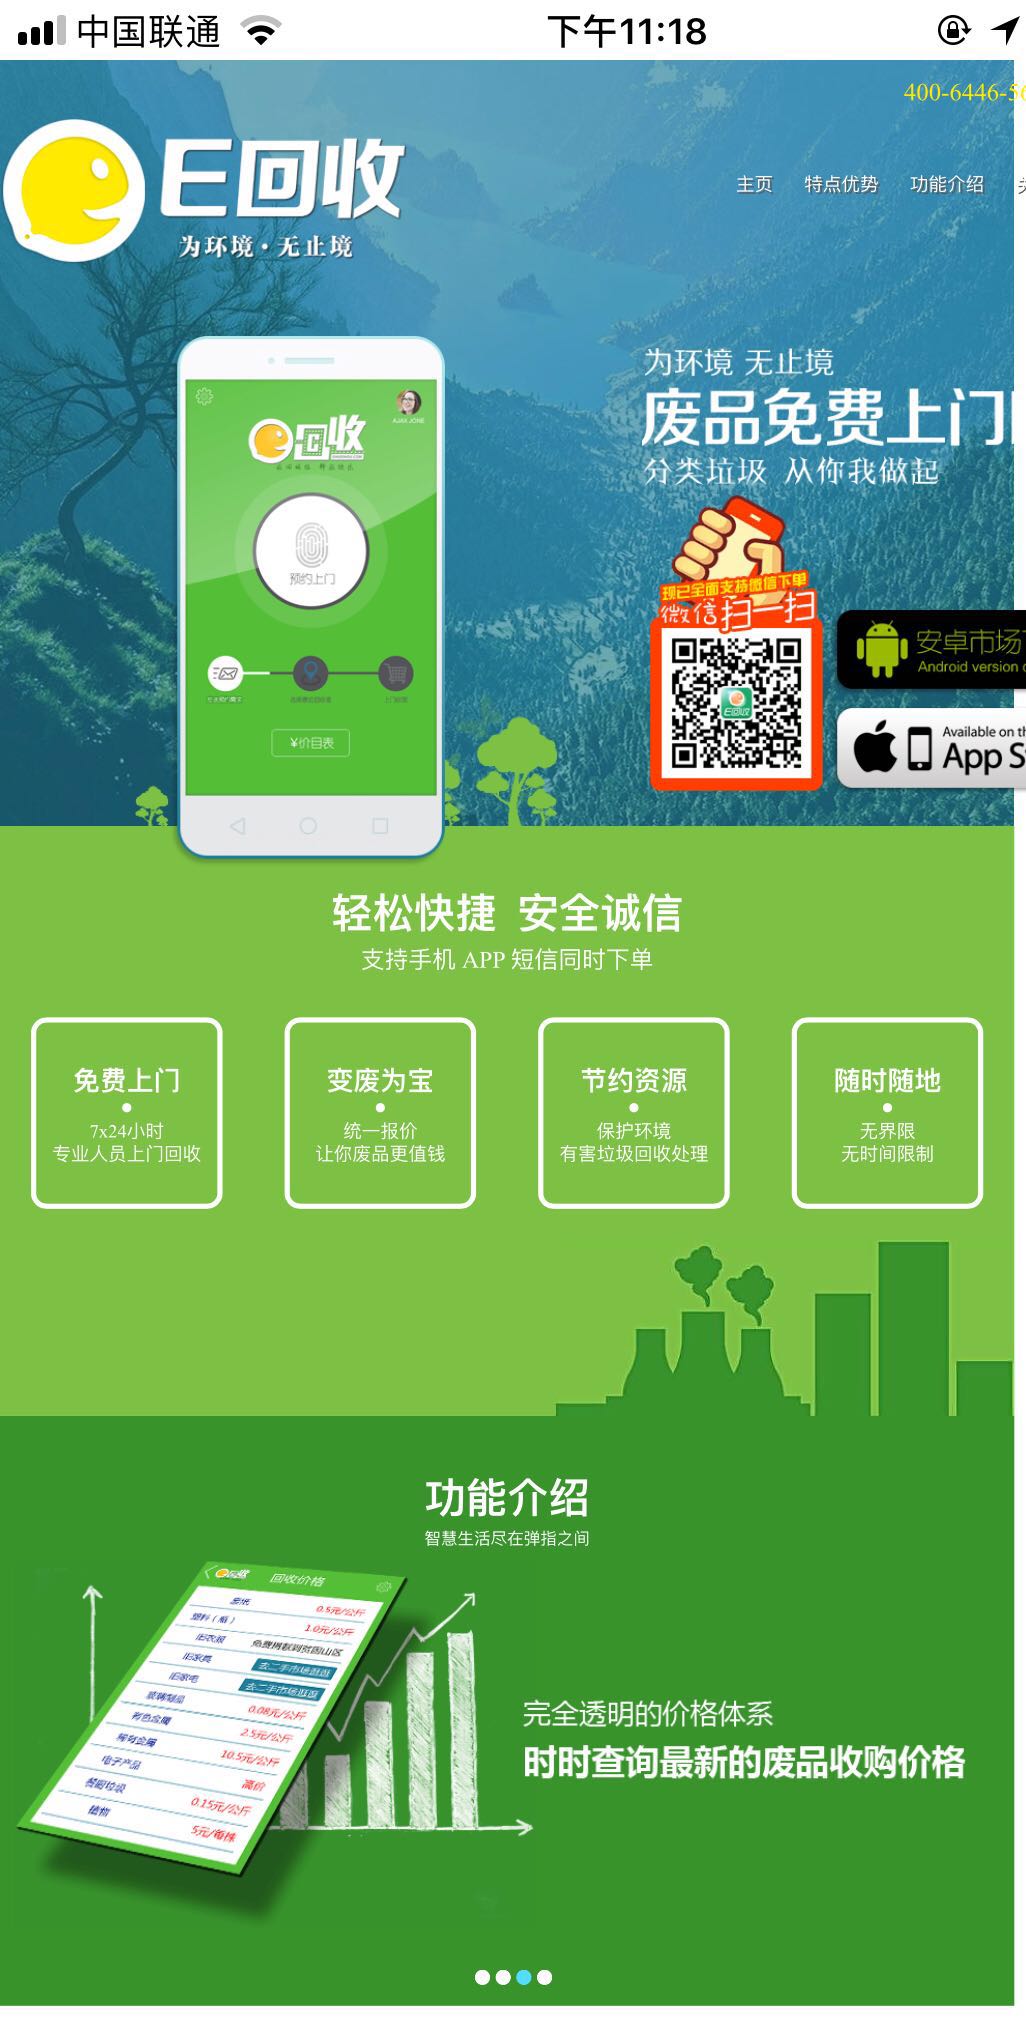 中国联通
下午11:18
400-6446-56
E回收
为环境·无止境
主页 特点优势 功能介绍
为环境 无止境
废品免费上门
分类垃圾 从你我做起
AJAX JONE
E回收
预约上门
¥价目表
现已全面支持微信下单
微信扫一扫
E回收
安卓市场
Android version
Available on th
App S
轻松快捷 安全诚信
支持手机 APP 短信同时下单
免费上门
7x24小时
专业人员上门回收
变废为宝
统一报价
让你废品更值钱
节约资源
保护环境
有害垃圾回收处理
随时随地
无界限
无时间限制
功能介绍
智慧生活尽在弹指之间
E回收 回收价格
废纸 0.5元/公斤
塑料(瓶) 1.0元/公斤
旧衣服 免费捐献到贫困山区
旧家具 去二手市场逛逛
旧家电 去二手市场逛逛
玻璃制品 0.08元/公斤
有色金属 2.5元/公斤
稀有金属 10.5元/公斤
电子产品 高价
餐厨垃圾 0.15元/公斤
植物 5元/每株
完全透明的价格体系
时时查询最新的废品收购价格